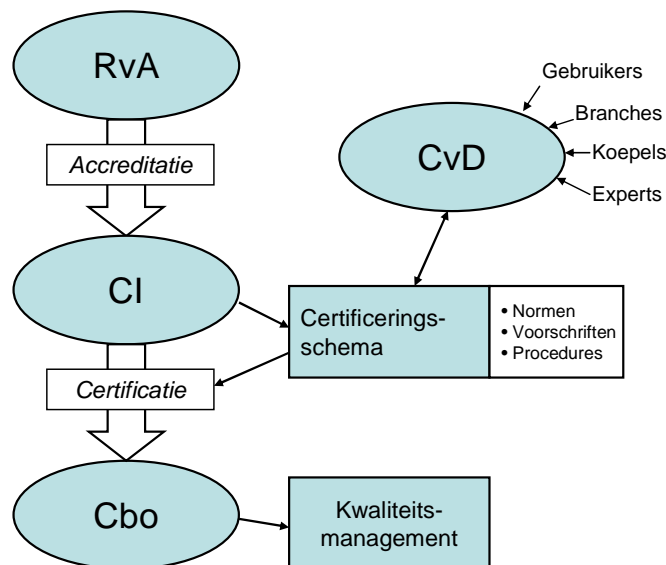 RvA
Gebruikers
Branches
CvD
Koepels
Accreditatie
Experts
CI
Certificerings-
schema
• Normen
• Voorschriften
• Procedures
Certificatie
Cbo
Kwaliteits-
management